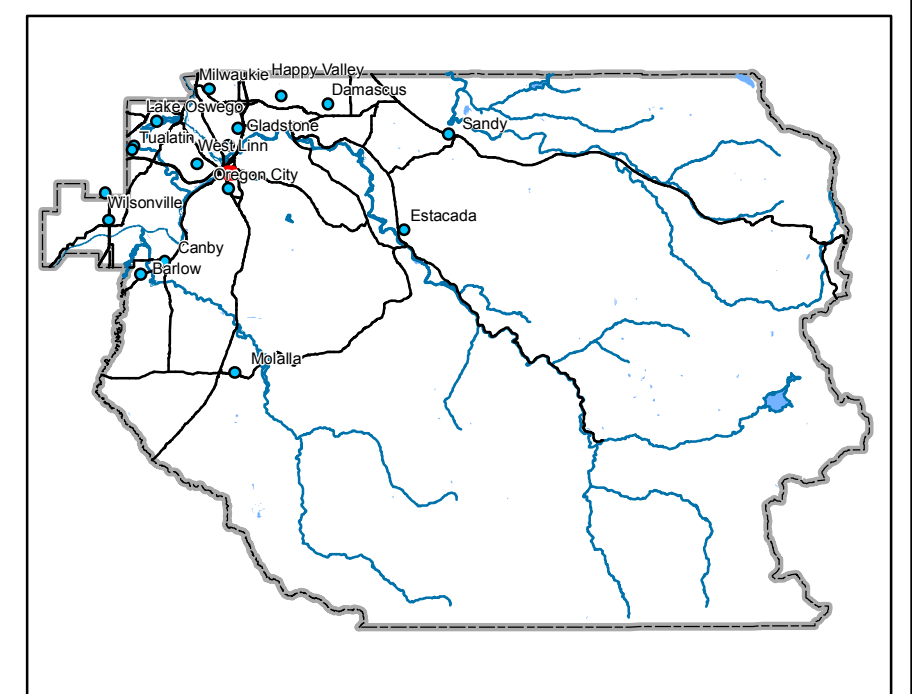 Milwaukie
Happy Valley
Damascus
Lake Oswego
Gladstone
Sandy
Tualatin
West Linn
Oregon City
Wilsonville
Estacada
Canby
Barlow
Molalla